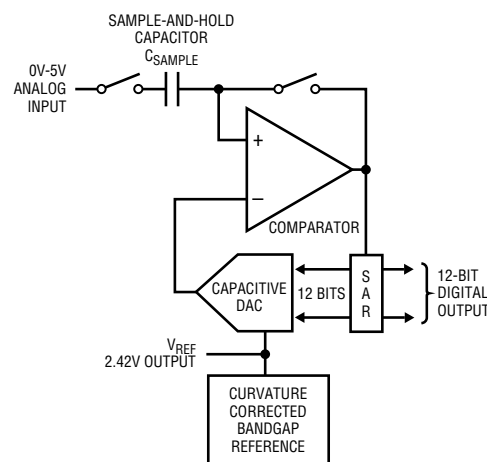 SAMPLE-AND-HOLD
CAPACITOR
CSAMPLE
0V-5V
ANALOG
INPUT
+
–
COMPARATOR
CAPACITIVE
DAC
12 BITS
S
A
R
12-BIT
DIGITAL
OUTPUT
VREF
2.42V OUTPUT
CURVATURE
CORRECTED
BANDGAP
REFERENCE